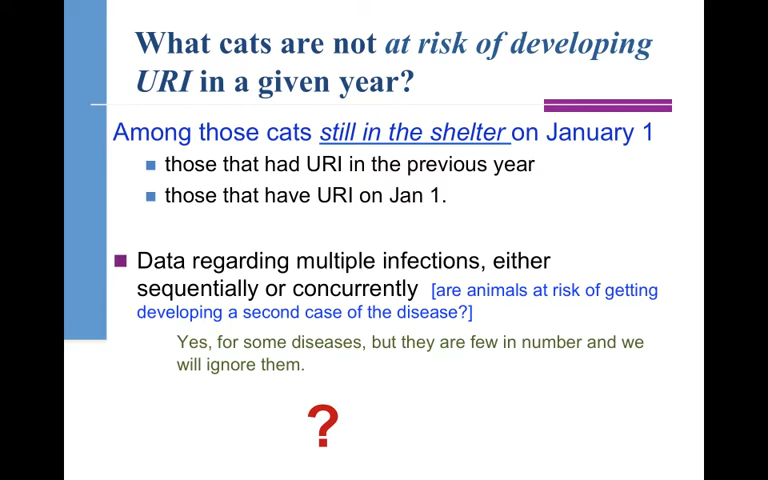 What cats are not at risk of developing
URI in a given year?
Among those cats still in the shelter on January 1
those that had URI in the previous year
those that have URI on Jan 1.
Data regarding multiple infections, either
sequentially or concurrently [are animals at risk of getting
developing a second case of the disease?]
Yes, for some diseases, but they are few in number and we
will ignore them.
?